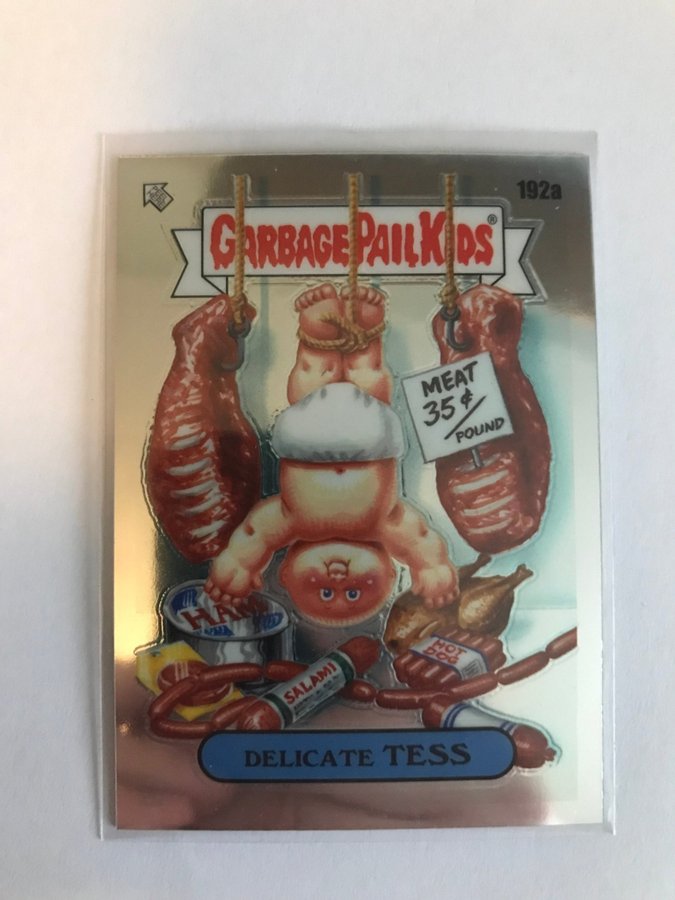 192a
GARBAGE PAIL KIDS®
MEAT
35¢/
POUND
HAM
HOT
DOG
SALAMI
DELICATE TESS